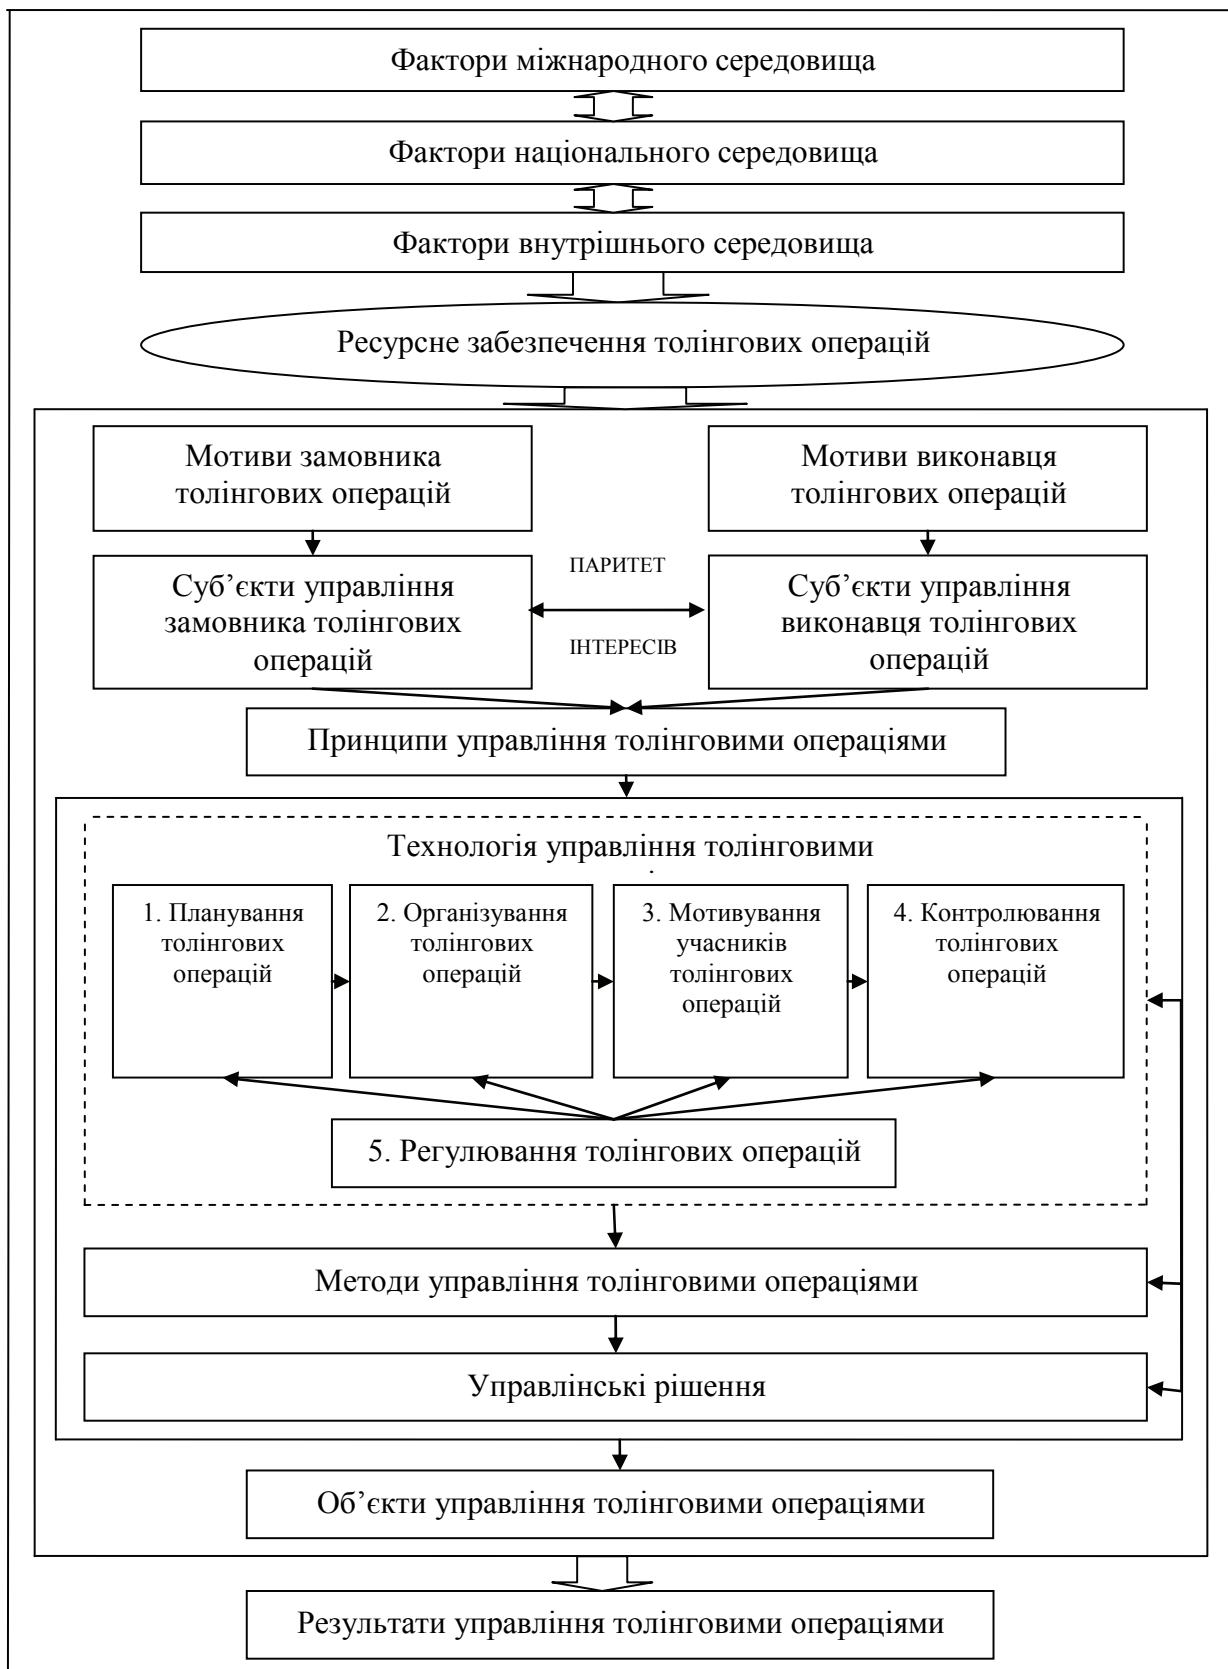 Фактори міжнародного середовища
Фактори національного середовища
Фактори внутрішнього середовища
Ресурсне забезпечення толінгових операцій
Мотиви замовника
толінгових операцій
Мотиви виконавця
толінгових операцій
Суб’єкти управління
замовника толінгових
операцій
ПАРИТЕТ
ІНТЕРЕСІВ
Суб’єкти управління
виконавця толінгових
операцій
Принципи управління толінговими операціями
Технологія управління толінговими
1. Планування
толінгових
операцій
2. Організування
толінгових
операцій
3. Мотивування
учасників
толінгових
операцій
4. Контролювання
толінгових
операцій
5. Регулювання толінгових операцій
Методи управління толінговими операціями
Управлінські рішення
Об’єкти управління толінговими операціями
Результати управління толінговими операціями